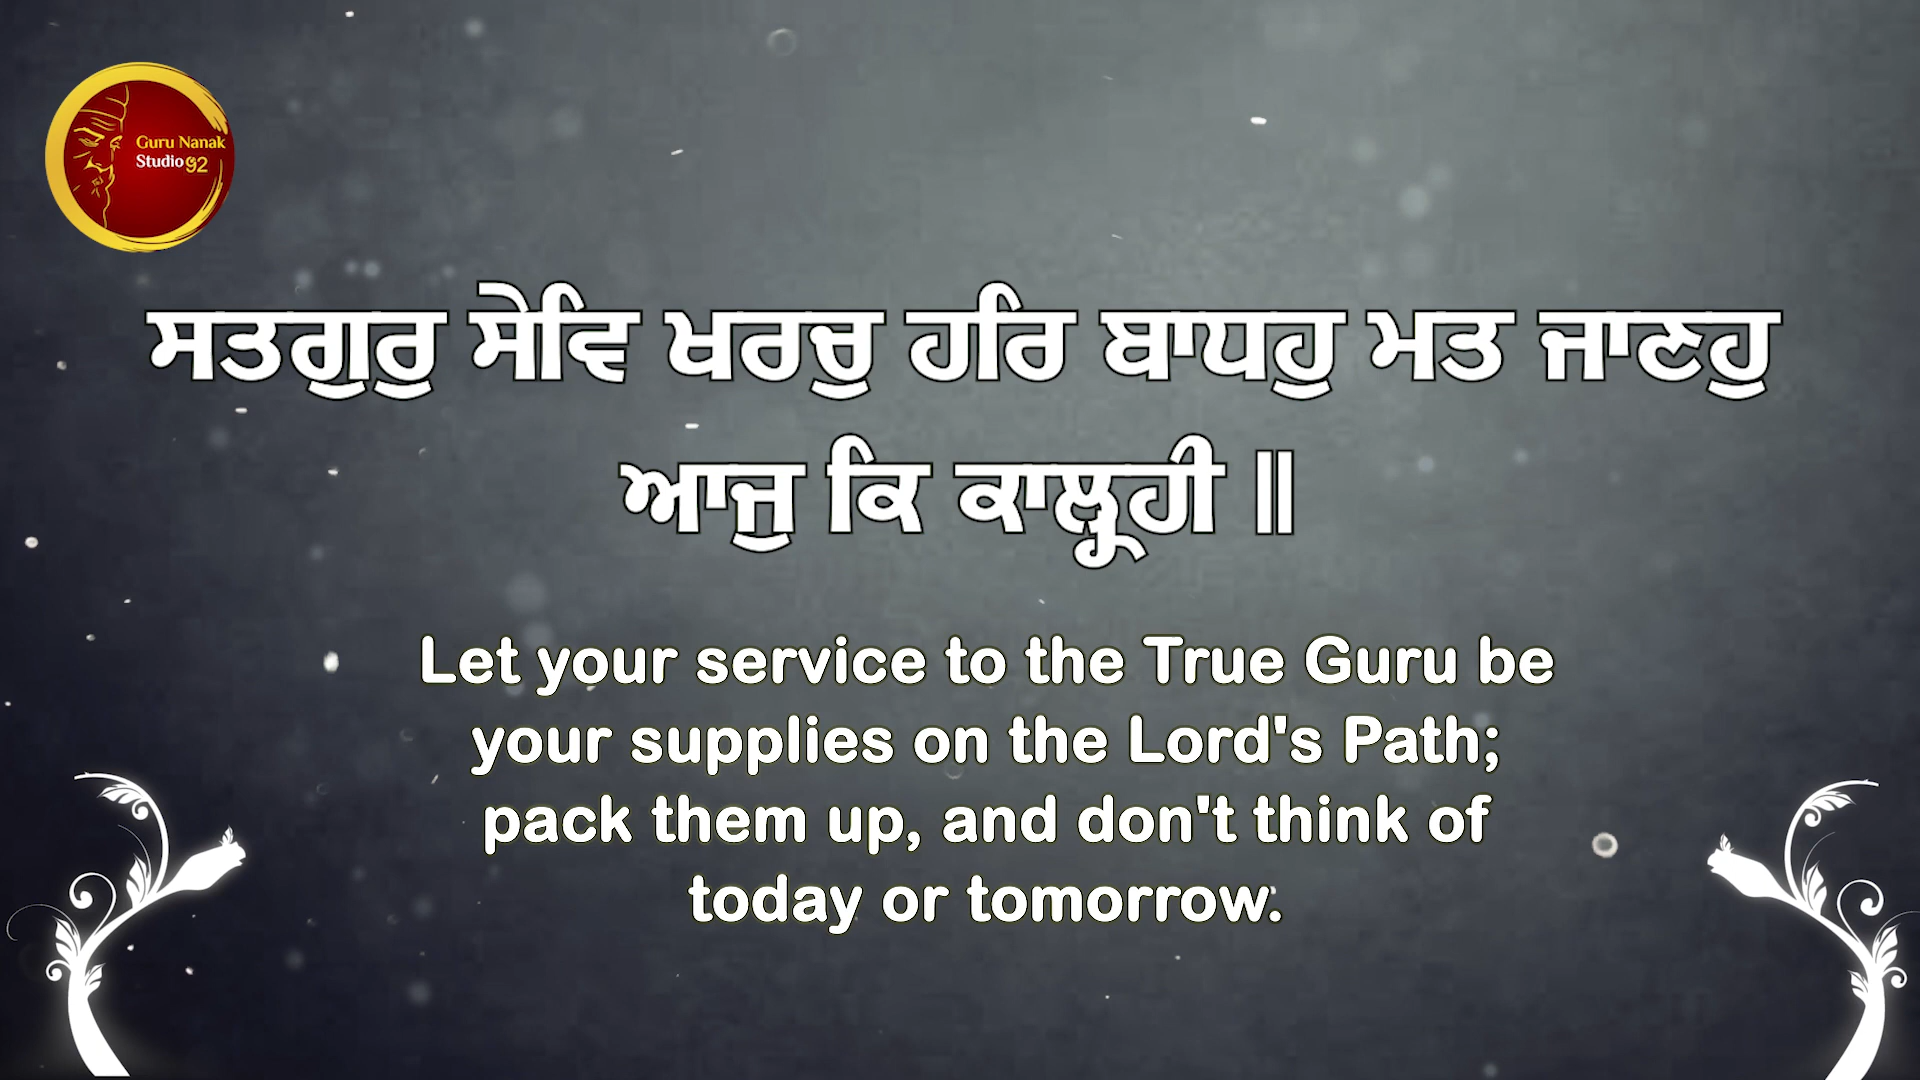 Guru Nanak
Studio 92
ਸਤਗੁਰੁ ਸੇਵਿ ਖਰਚੁ ਹਰਿ ਬਾਧਹੁ ਮਤ ਜਾਣਹੁ
ਆਜੁ ਕਿ ਕਾਲ੍ਹੀ ॥
Let your service to the True Guru be
your supplies on the Lord's Path;
pack them up, and don't think of
today or tomorrow.